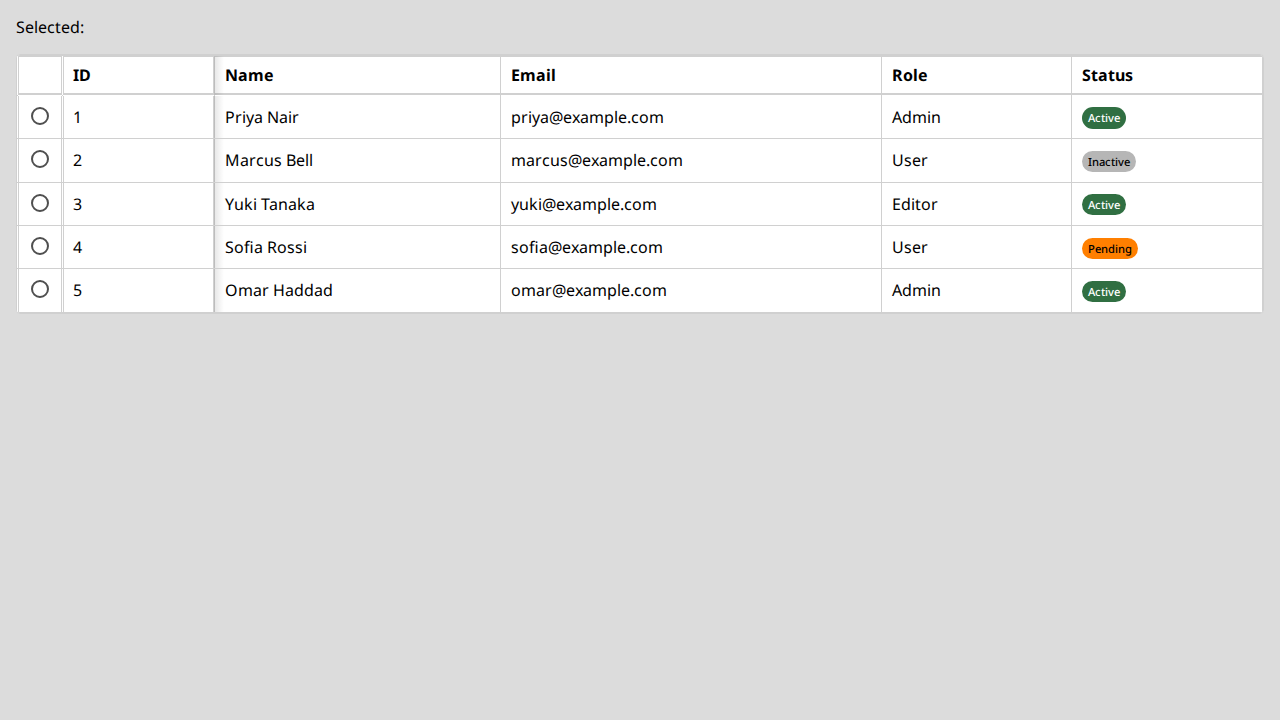 Selected:
ID Name Email Role Status
1 Priya Nair priya@example.com Admin Active
2 Marcus Bell marcus@example.com User Inactive
3 Yuki Tanaka yuki@example.com Editor Active
4 Sofia Rossi sofia@example.com User Pending
5 Omar Haddad omar@example.com Admin Active